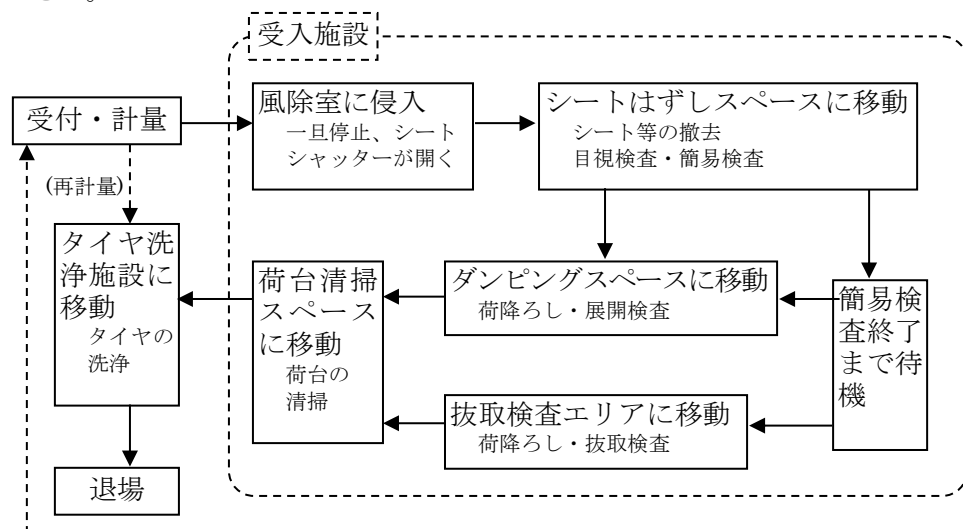 受入施設
受付・計量
風除室に侵入
一旦停止、シート
シャッターが開く
シートはずしスペースに移動
シート等の撤去
目視検査・簡易検査
(再計量)
タイヤ洗
浄施設に
移動
タイヤの
洗浄
荷台清掃
スペース
に移動
荷台の
清掃
ダンピングスペースに移動
荷降ろし・展開検査
簡易検
査終了
まで待
機
抜取検査エリアに移動
荷降ろし・抜取検査
退場